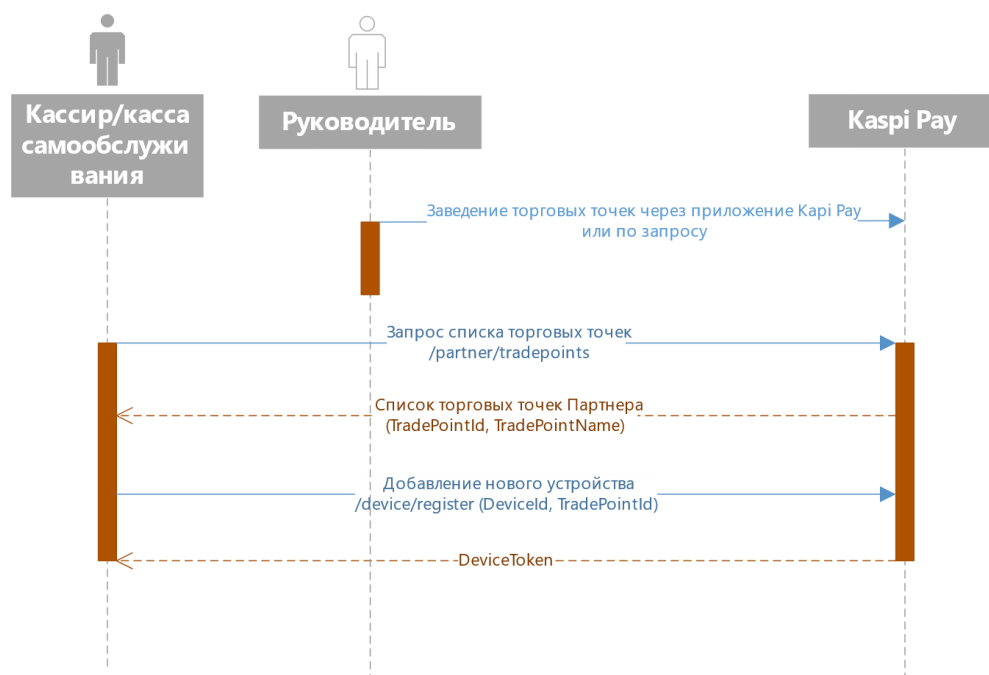 Кассир/касса
самообслужи
вания
Руководитель
Kaspi Pay
Заведение торговых точек через приложение Kapi Pay
или по запросу
Запрос списка торговых точек
/partner/tradepoints
Список торговых точек Партнера
(TradePointId, TradePointName)
Добавление нового устройства
/device/register (DeviceId, TradePointId)
DeviceToken